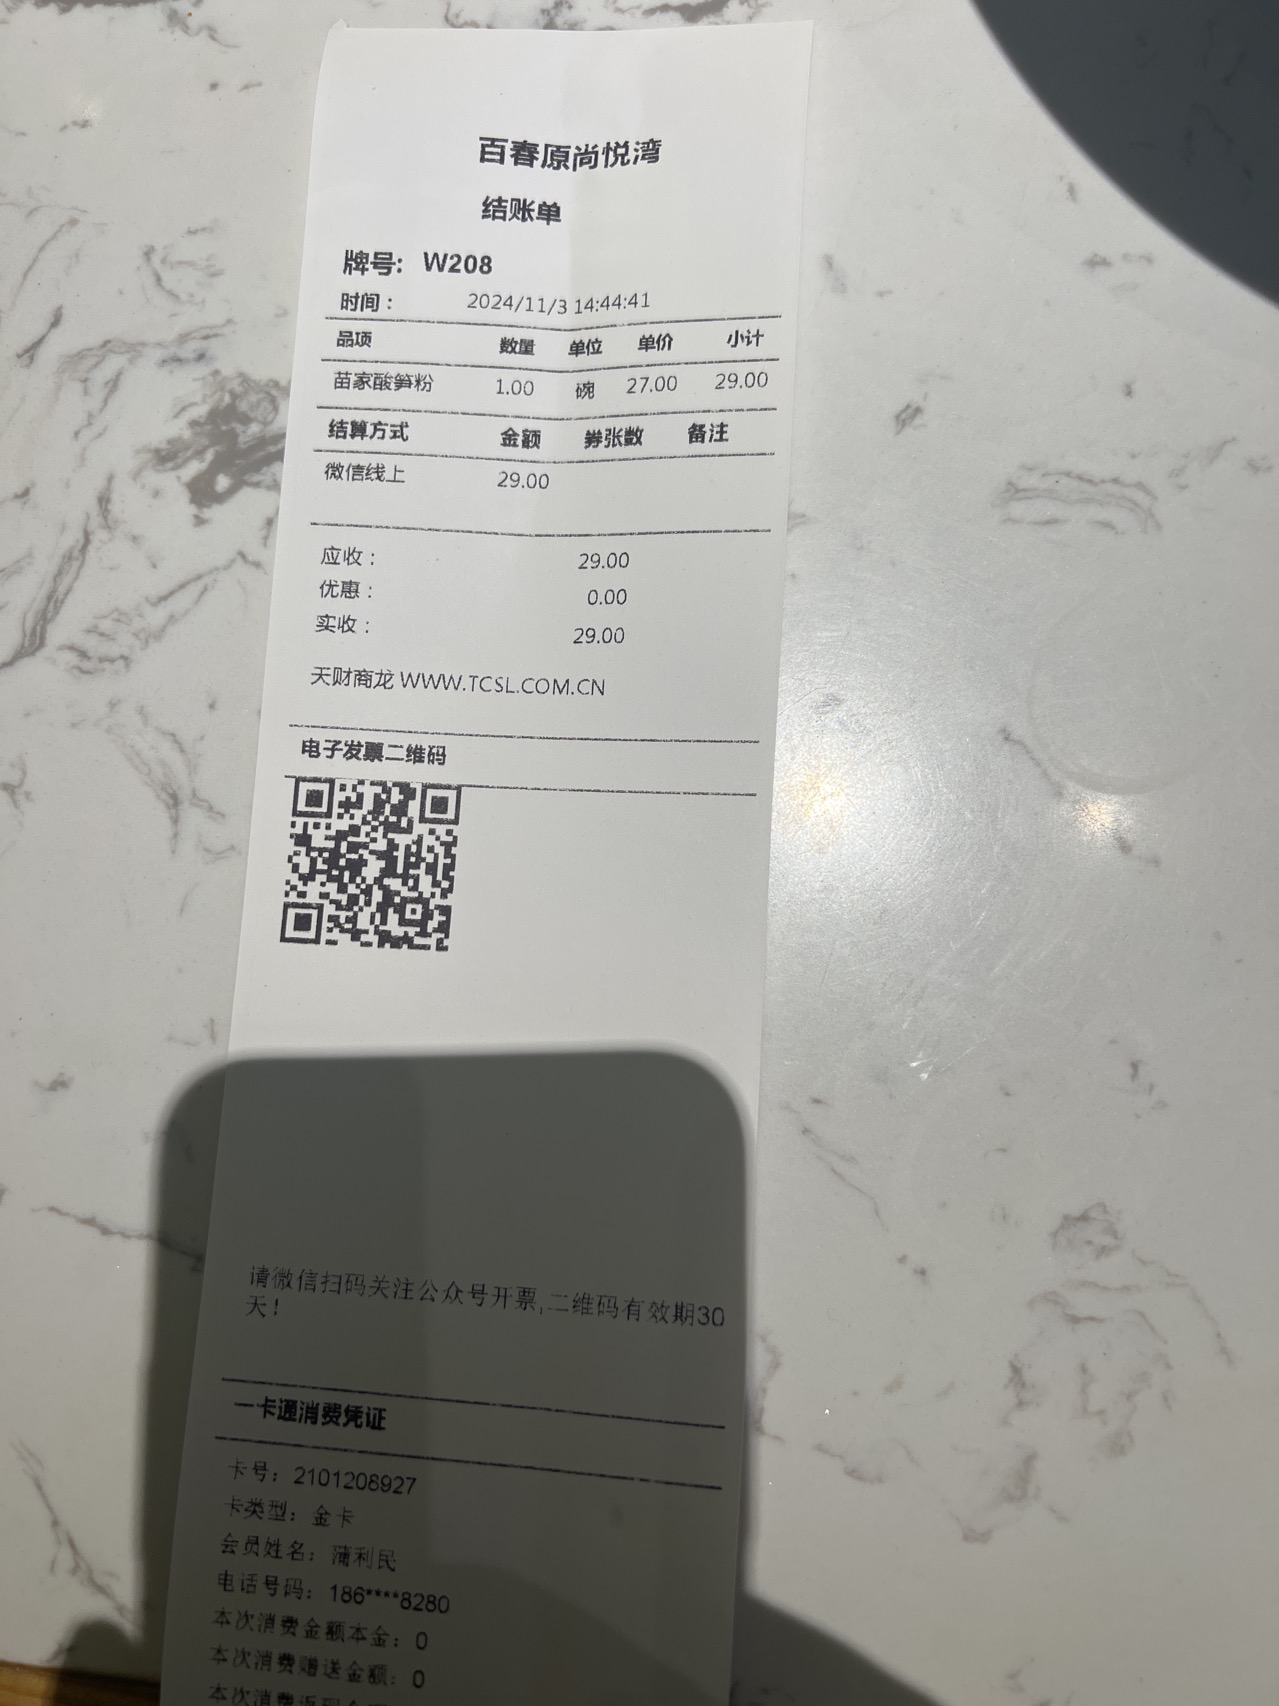 百春原尚悦湾
结账单
牌号: W208
时间: 2024/11/3 14:44:41
品项 数量 单位 单价 小计
苗家酸笋粉 1.00 碗 27.00 29.00
结算方式 金额 券张数 备注
微信线上 29.00
应收: 29.00
优惠: 0.00
实收: 29.00
天财商龙 WWW.TCSL.COM.CN
电子发票二维码
请微信扫码关注公众号开票,二维码有效期30
天!
一卡通消费凭证
卡号: 2101208927
卡类型: 金卡
会员姓名: 蒲利民
电话号码: 186****8280
本次消费金额本金: 0
本次消费赠送金额: 0
本次消费返现金